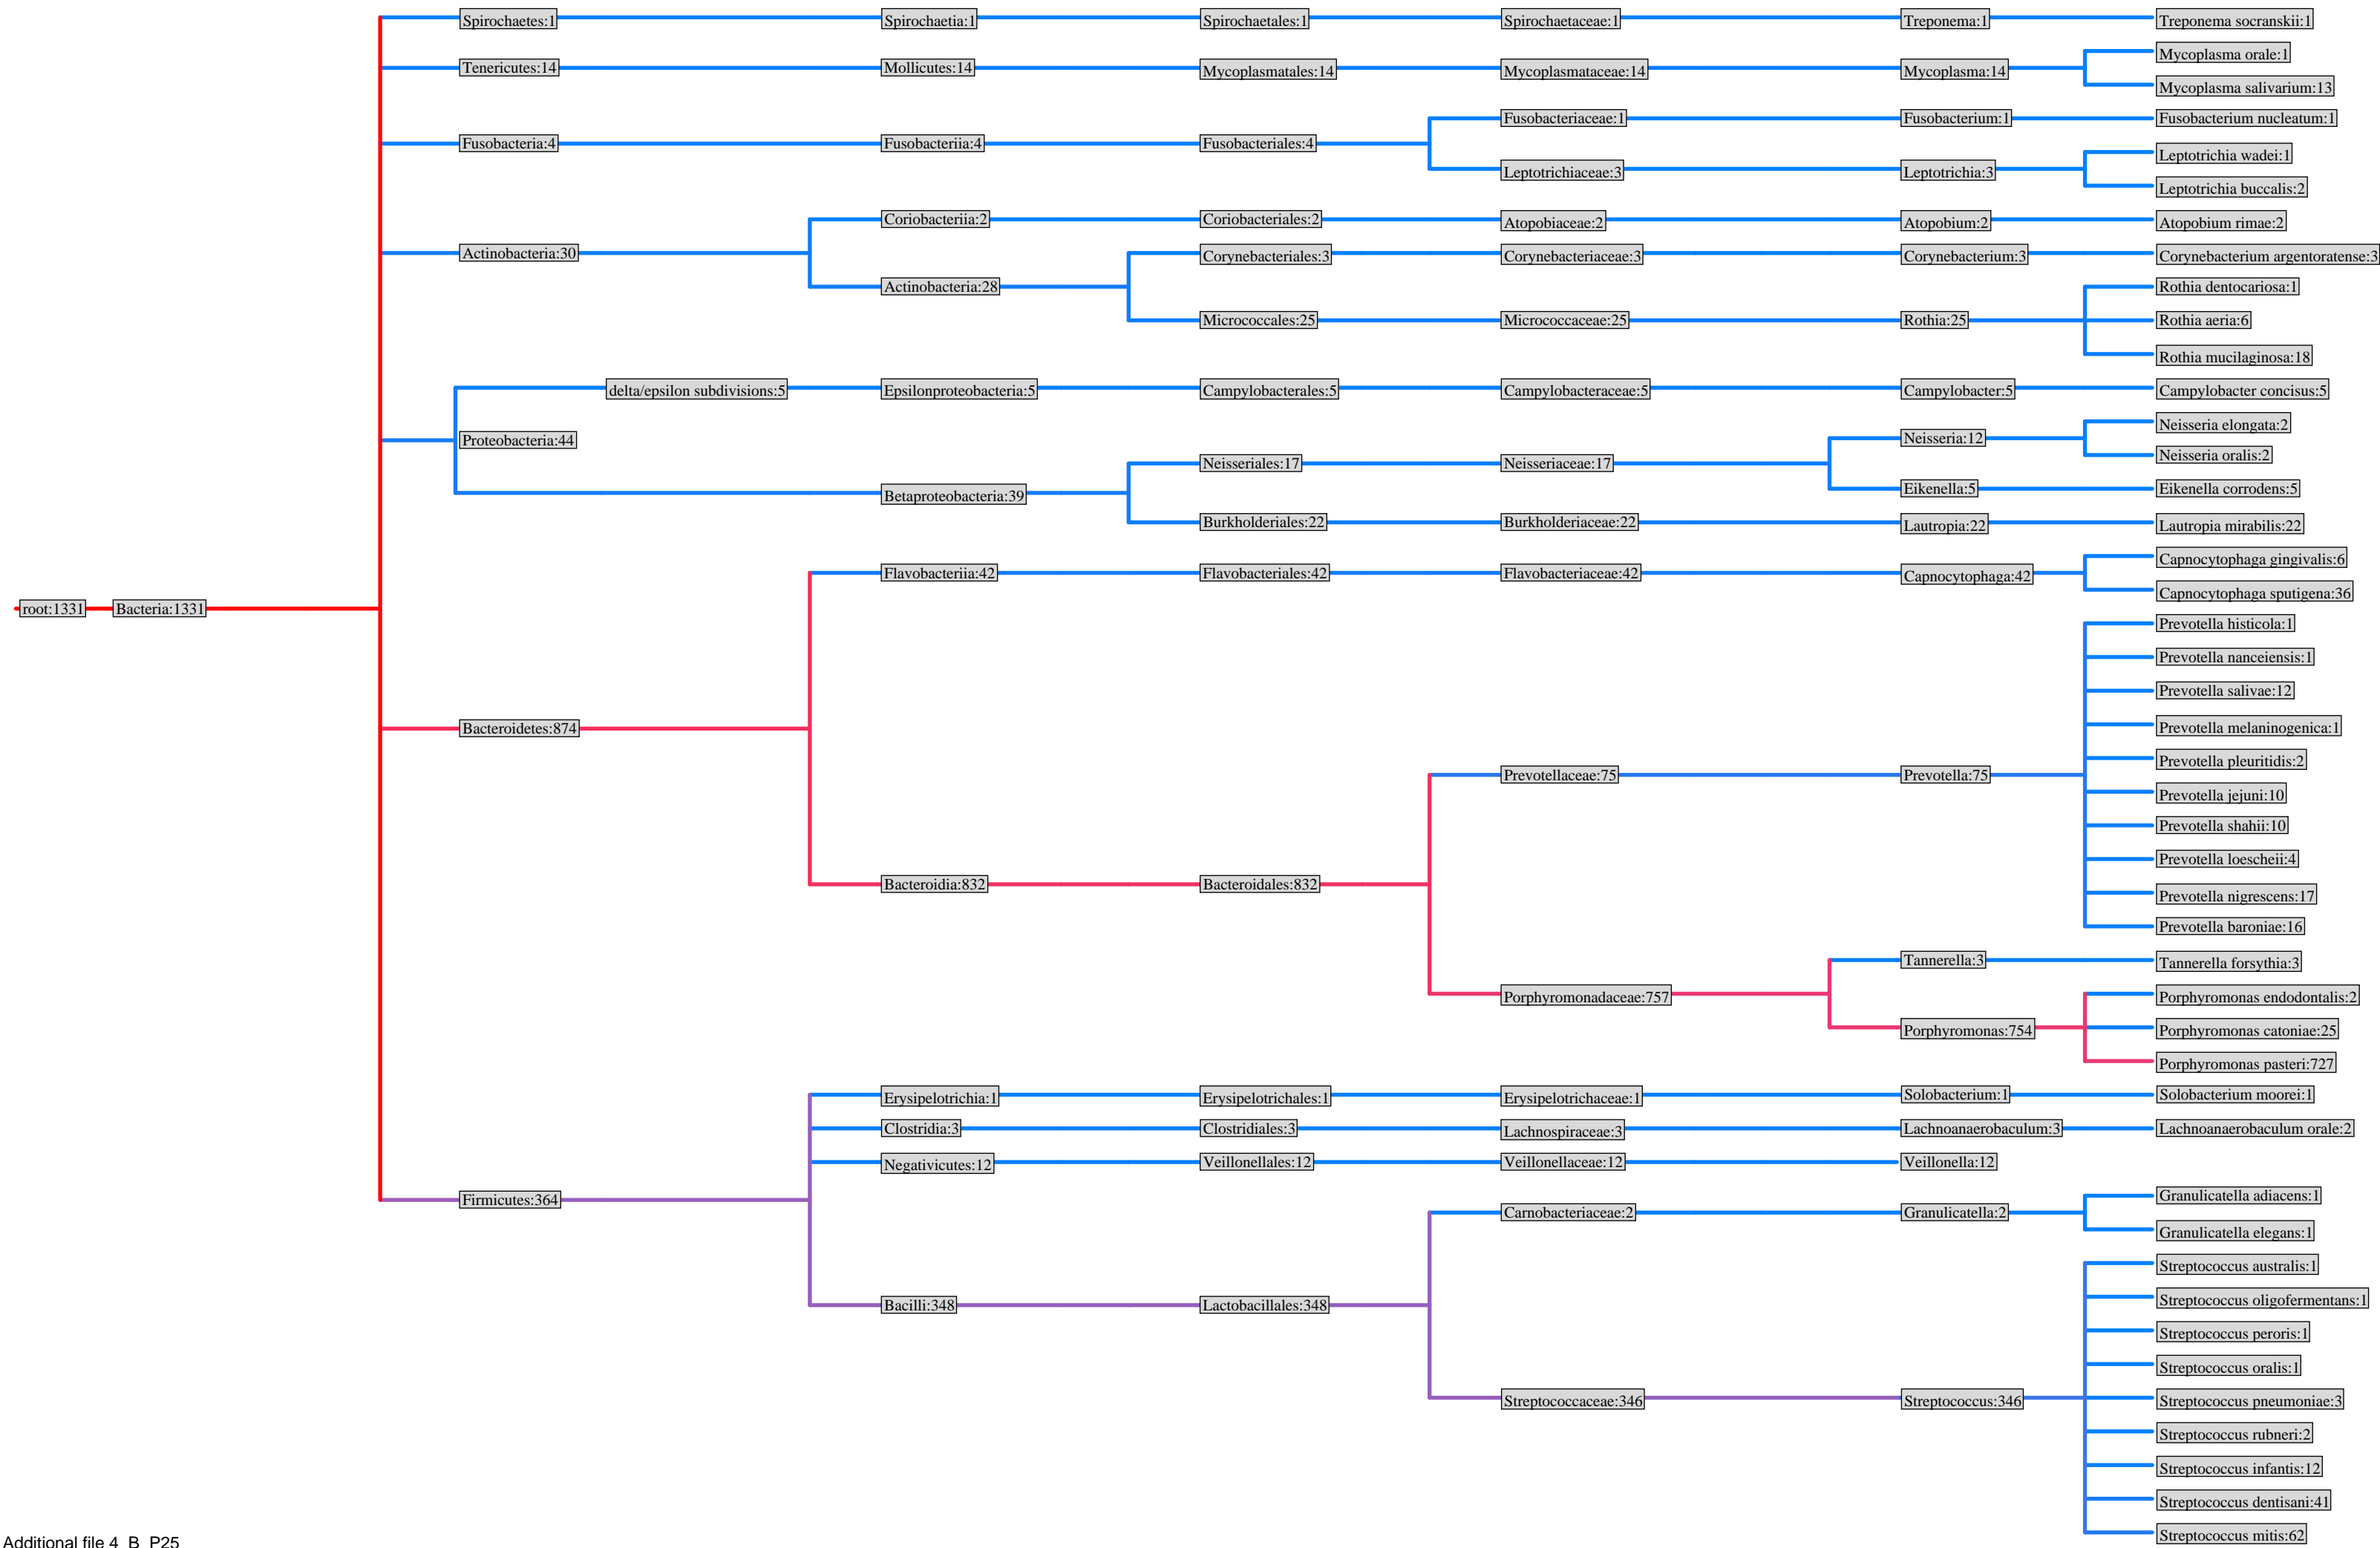 Spirochaetes:1 Spirochaetia:1 Spirochaetales:1 Spirochaetaceae:1 Treponema:1 Treponema socranskii:1
Mycoplasma orale:1
Tenericutes:14 Mollicutes:14 Mycoplasmatales:14 Mycoplasmataceae:14 Mycoplasma:14
Mycoplasma salivarium:13
Fusobacteriaceae:1 Fusobacterium:1 Fusobacterium nucleatum:1
Fusobacteria:4 Fusobacteriia:4 Fusobacteriales:4
Leptotrichia wadei:1
Leptotrichiaceae:3 Leptotrichia:3
Leptotrichia buccalis:2
Coriobacteriia:2 Coriobacteriales:2 Atopobiaceae:2 Atopobium:2 Atopobium rimae:2
Actinobacteria:30 Corynebacteriales:3 Corynebacteriaceae:3 Corynebacterium:3 Corynebacterium argentoratense:3
Actinobacteria:28 Rothia dentocariosa:1
Micrococcales:25 Micrococcaceae:25 Rothia:25 Rothia aeria:6
Rothia mucilaginosa:18
delta/epsilon subdivisions:5 Epsilonproteobacteria:5 Campylobacterales:5 Campylobacteraceae:5 Campylobacter:5 Campylobacter concisus:5
Neisseria elongata:2
Proteobacteria:44 Neisseria:12
Neisseria oralis:2
Neisseriales:17 Neisseriaceae:17
Eikenella:5 Eikenella corrodens:5
Betaproteobacteria:39
Burkholderiales:22 Burkholderiaceae:22 Lautropia:22 Lautropia mirabilis:22
Capnocytophaga gingivalis:6
Flavobacteriia:42 Flavobacteriales:42 Flavobacteriaceae:42 Capnocytophaga:42
Capnocytophaga sputigena:36
root:1331 Bacteria:1331
Prevotella histicola:1
Prevotella nanceiensis:1
Prevotella salivae:12
Bacteroidetes:874 Prevotella melaninogenica:1
Prevotella pleuritidis:2
Prevotellaceae:75 Prevotella:75
Prevotella jejuni:10
Prevotella shahii:10
Prevotella loescheii:4
Bacteroidia:832 Bacteroidales:832
Prevotella nigrescens:17
Prevotella baroniae:16
Tannerella:3 Tannerella forsythia:3
Porphyromonadaceae:757 Porphyromonas endodontalis:2
Porphyromonas:754 Porphyromonas catoniae:25
Porphyromonas pasteri:727
Erysipelotrichia:1 Erysipelotrichales:1 Erysipelotrichaceae:1 Solobacterium:1 Solobacterium moorei:1
Clostridia:3 Clostridiales:3 Lachnospiraceae:3 Lachnoanaerobaculum:3 Lachnoanaerobaculum orale:2
Negativicutes:12 Veillonellales:12 Veillonellaceae:12 Veillonella:12
Firmicutes:364 Granulicatella adiacens:1
Carnobacteriaceae:2 Granulicatella:2
Granulicatella elegans:1
Streptococcus australis:1
Bacilli:348 Lactobacillales:348 Streptococcus oligofermentans:1
Streptococcus peroris:1
Streptococcus oralis:1
Streptococcaceae:346 Streptococcus:346 Streptococcus pneumoniae:3
Streptococcus rubneri:2
Streptococcus infantis:12
Streptococcus dentisani:41
Streptococcus mitis:62
Additional file 4_B_P25